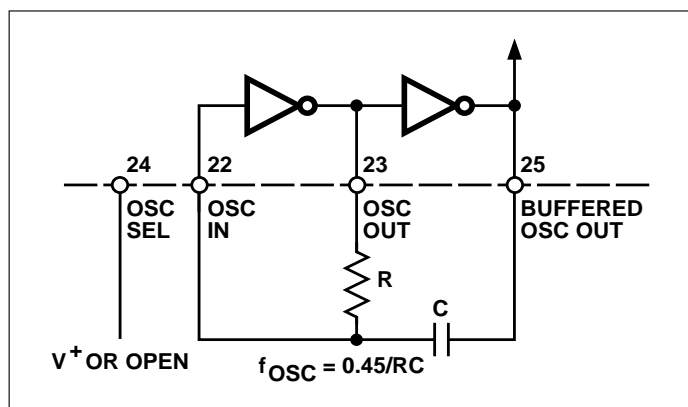 24
22
23
25
OSC
SEL
OSC
IN
OSC
OUT
BUFFERED
OSC OUT
R
C
V+ OR OPEN
fOSC = 0.45/RC